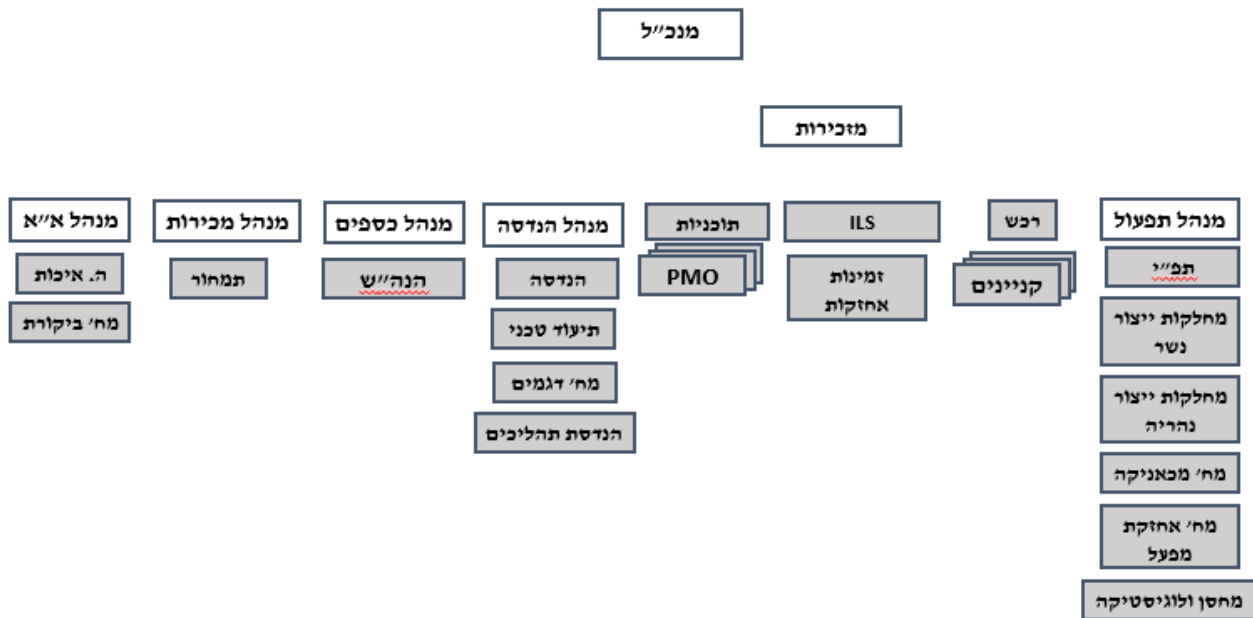 מנכ״ל
מזכירות
מנהל תפעול
רכש
ILS
תוכניות
מנהל הנדסה
מנהל כספים
מנהל מכירות
מנהל א״א
תפ״י
קניינים
זמינות
אחזקות
PMO
הנדסה
הנה״ש
תמחור
ה. איכות
מחלקות ייצור
נשר
תיעוד טכני
מח׳ ביקורת
מחלקות ייצור
נהריה
מח׳ דגמים
הנדסת תהליכים
מח׳ מכאניקה
מח׳ אחזקת
מפעל
מחסן ולוגיסטיקה